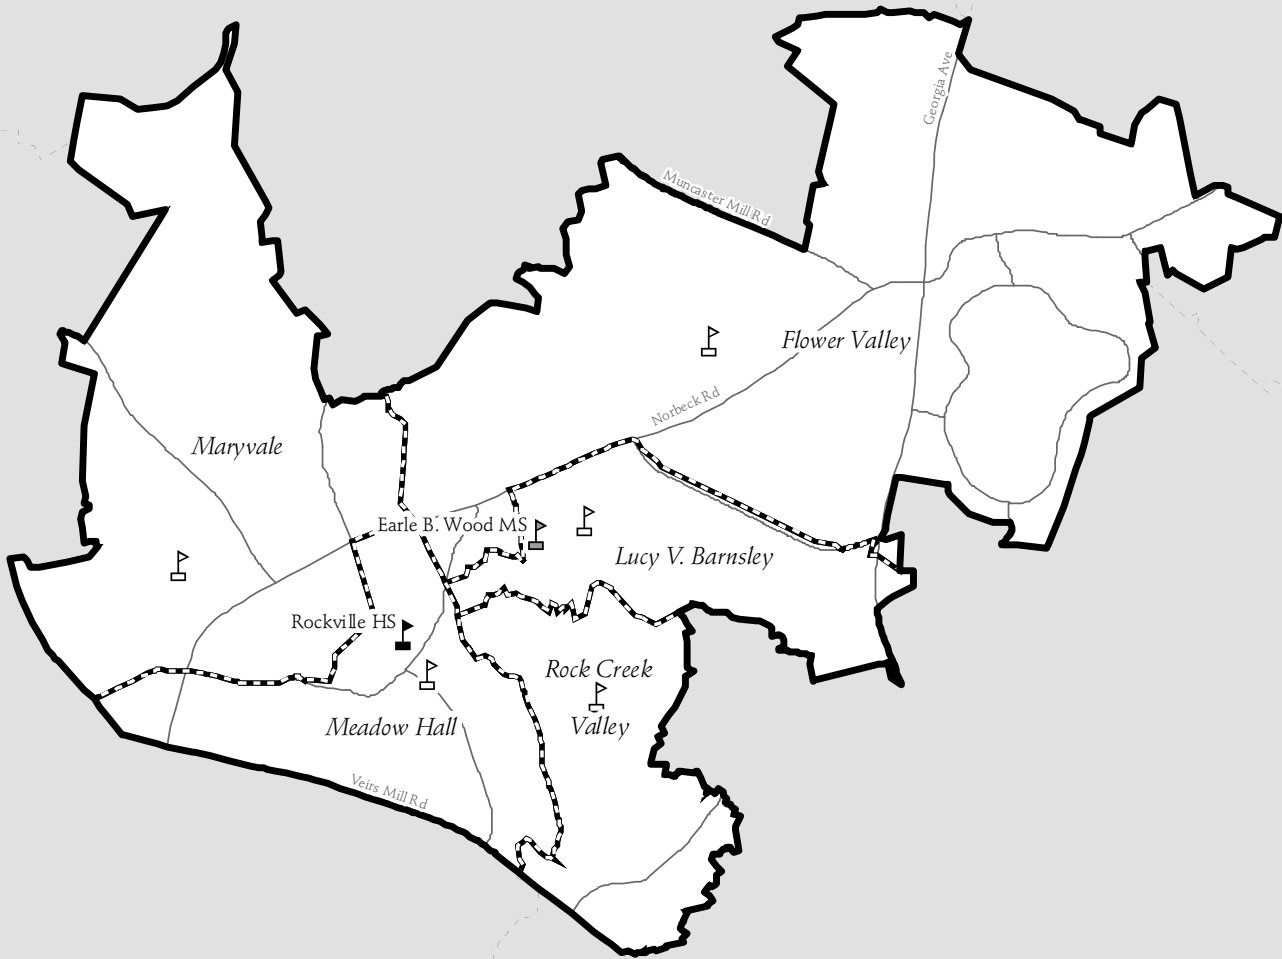 Georgia Ave
Muncaster Mill Rd
Flower Valley
Norbeck Rd
Maryvale
Earle B. Wood MS
Lucy V. Barnsley
Rockville HS
Rock Creek
Valley
Meadow Hall
Veirs Mill Rd